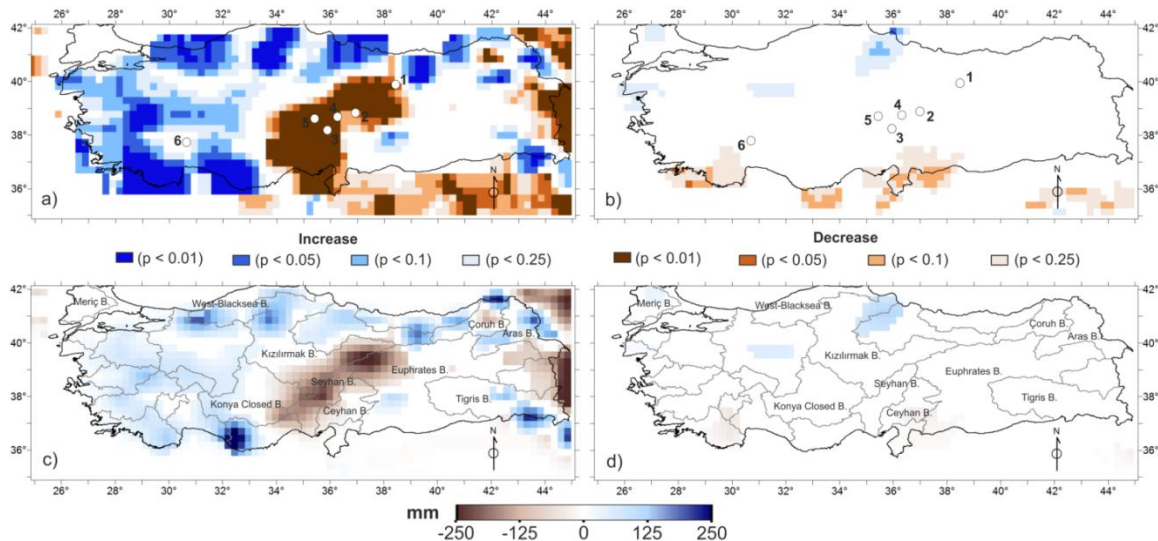 26° 28° 30° 32° 34° 36° 38° 40° 42° 44° 26° 28° 30° 32° 34° 36° 38° 40° 42° 44°
42° 42°
40° 40°
38° 38°
36° 36°
1 2 3 4 5 6
1 2 3 4 5 6
N N
a) b)
Increase Decrease
(p < 0.01) (p < 0.05) (p < 0.1) (p < 0.25) (p < 0.01) (p < 0.05) (p < 0.1) (p < 0.25)
42° 42°
40° 40°
38° 38°
36° 36°
Meriç B. West-Blacksea B. Çoruh B. Aras B. Meriç B. West-Blacksea B. Çoruh B. Aras B.
Kızılırmak B. Euphrates B. Kızılırmak B. Euphrates B.
Seyhan B. Seyhan B.
Konya Closed B. Ceyhan B. Tigris B. Konya Closed B. Ceyhan B. Tigris B.
N N
c) d)
26° 28° 30° 32° 34° 36° 38° 40° 42° 44° 26° 28° 30° 32° 34° 36° 38° 40° 42° 44°
mm
-250 -125 0 125 250